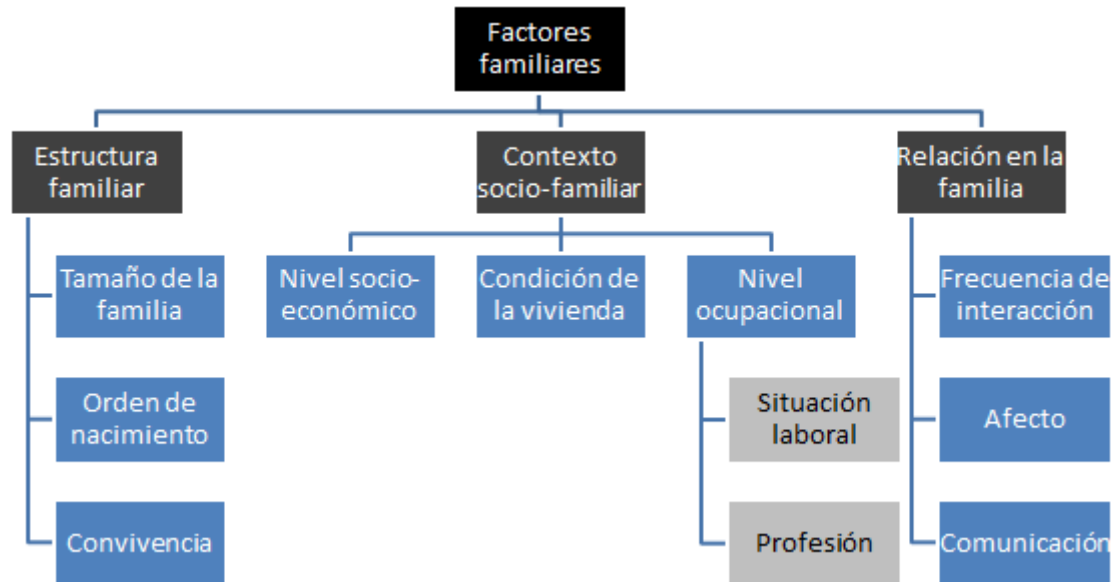 Factores
familiares
Estructura
familiar
Contexto
socio-familiar
Relación en la
familia
Tamaño de la
familia
Nivel socio-
económico
Condición de
la vivienda
Nivel
ocupacional
Frecuencia de
interacción
Orden de
nacimiento
Situación
laboral
Afecto
Convivencia
Profesión
Comunicación